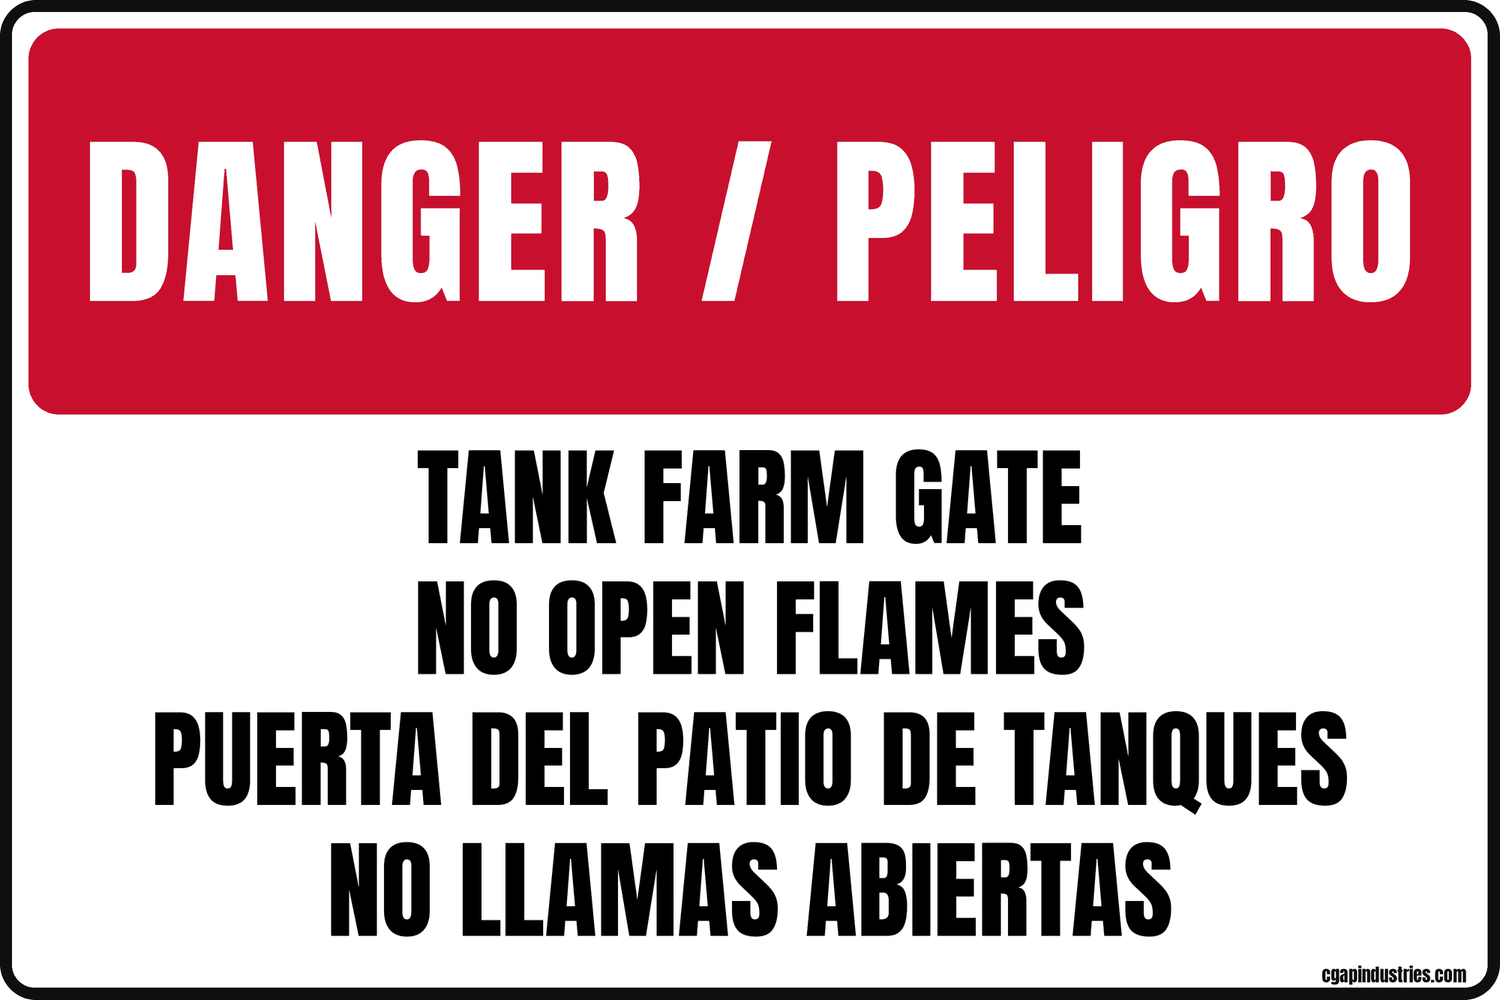 DANGER / PELIGRO
TANK FARM GATE
NO OPEN FLAMES
PUERTA DEL PATIO DE TANQUES
NO LLAMAS ABIERTAS
cgapindustries.com